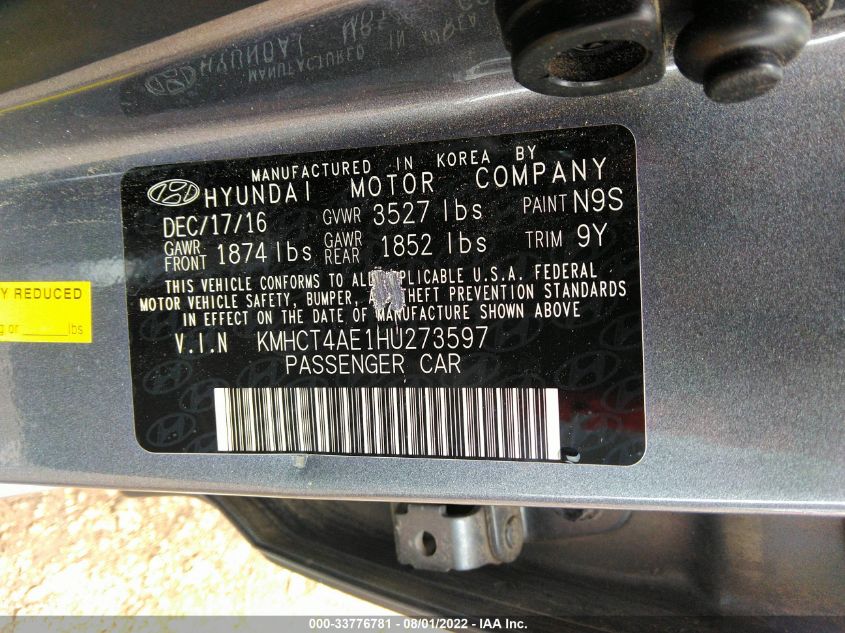 MANUFACTURED IN KOREA BY
HYUNDAI MOTOR COMPANY
DEC/17/16 GVWR 3527 lbs PAINT N9S
GAWR FRONT 1874 lbs GAWR REAR 1852 lbs TRIM 9Y
THIS VEHICLE CONFORMS TO ALL APPLICABLE U.S.A. FEDERAL
MOTOR VEHICLE SAFETY, BUMPER, AND THEFT PREVENTION STANDARDS
IN EFFECT ON THE DATE OF MANUFACTURE SHOWN ABOVE
V.I.N KMHCT4AE1HU273597
PASSENGER CAR
Y REDUCED
g or ______lbs
000-33776781 - 08/01/2022 - IAA Inc.